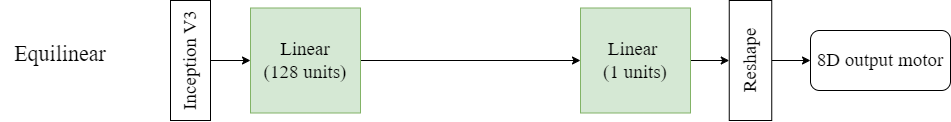 Equilinear
Inception V3
Linear
(128 units)
Linear
(1 units)
Reshape
8D output motor